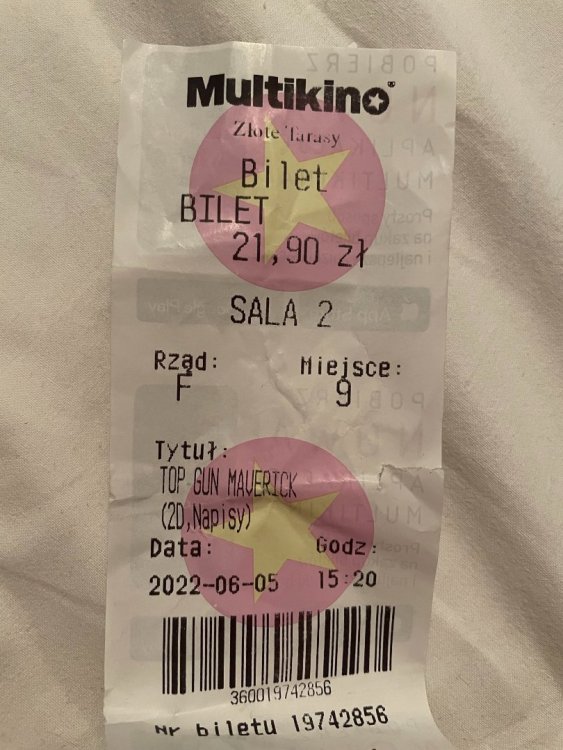 Multikino
Złote Tarasy
Bilet
BILET
21,90 zł
SALA 2
Rząd: Miejsce:
F 9
Tytuł:
TOP GUN MAVERICK
(2D,Napisy)
Data: Godz:
2022-06-05 15:20
360019742856
Nr biletu 19742856